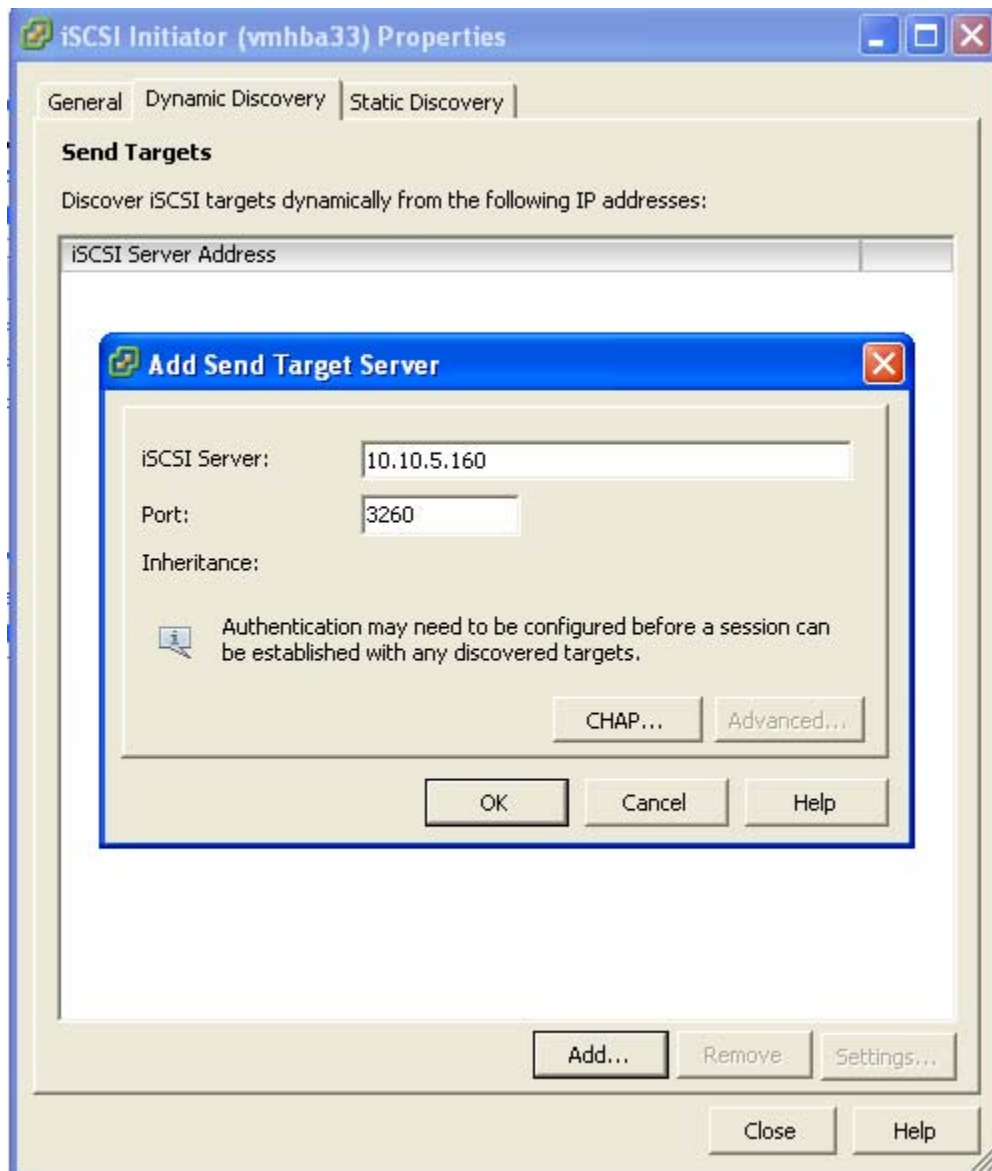 iSCSI Initiator (vmhba33) Properties
General
Dynamic Discovery
Static Discovery
Send Targets
Discover iSCSI targets dynamically from the following IP addresses:
iSCSI Server Address
Add Send Target Server
iSCSI Server:
10.10.5.160
Port:
3260
Inheritance:
Authentication may need to be configured before a session can
be established with any discovered targets.
CHAP...
Advanced...
OK
Cancel
Help
Add...
Remove
Settings...
Close
Help